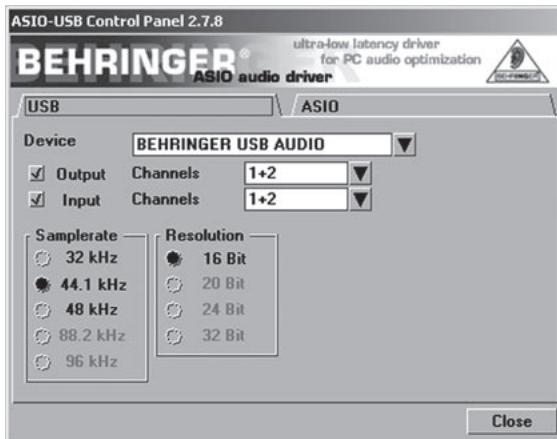 ASIO-USB Control Panel 2.7.8
BEHRINGER®
ultra-low latency driver
for PC audio optimization
ASIO audio driver
BEHRINGER
USB
ASIO
Device
BEHRINGER USB AUDIO
Output Channels 1+2
Input Channels 1+2
Samplerate
32 kHz
44.1 kHz
48 kHz
88.2 kHz
96 kHz
Resolution
16 Bit
20 Bit
24 Bit
32 Bit
Close